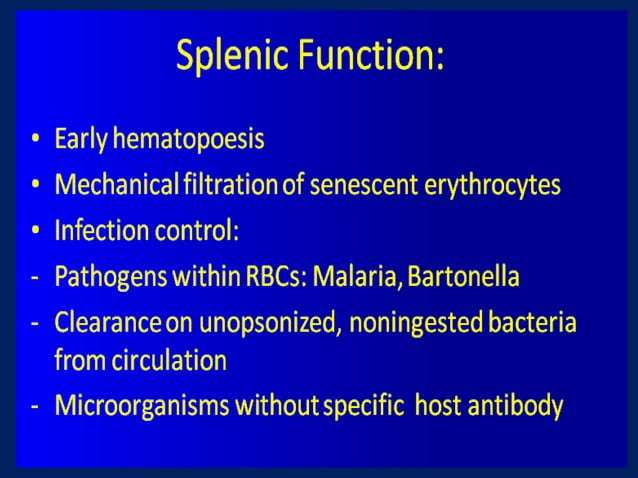 Splenic Function:
• Early hematopoesis
• Mechanical filtration of senescent erythrocytes
• Infection control:
- Pathogens within RBCs: Malaria, Bartonella
- Clearance on unopsonized, noningested bacteria
from circulation
- Microorganisms without specific host antibody